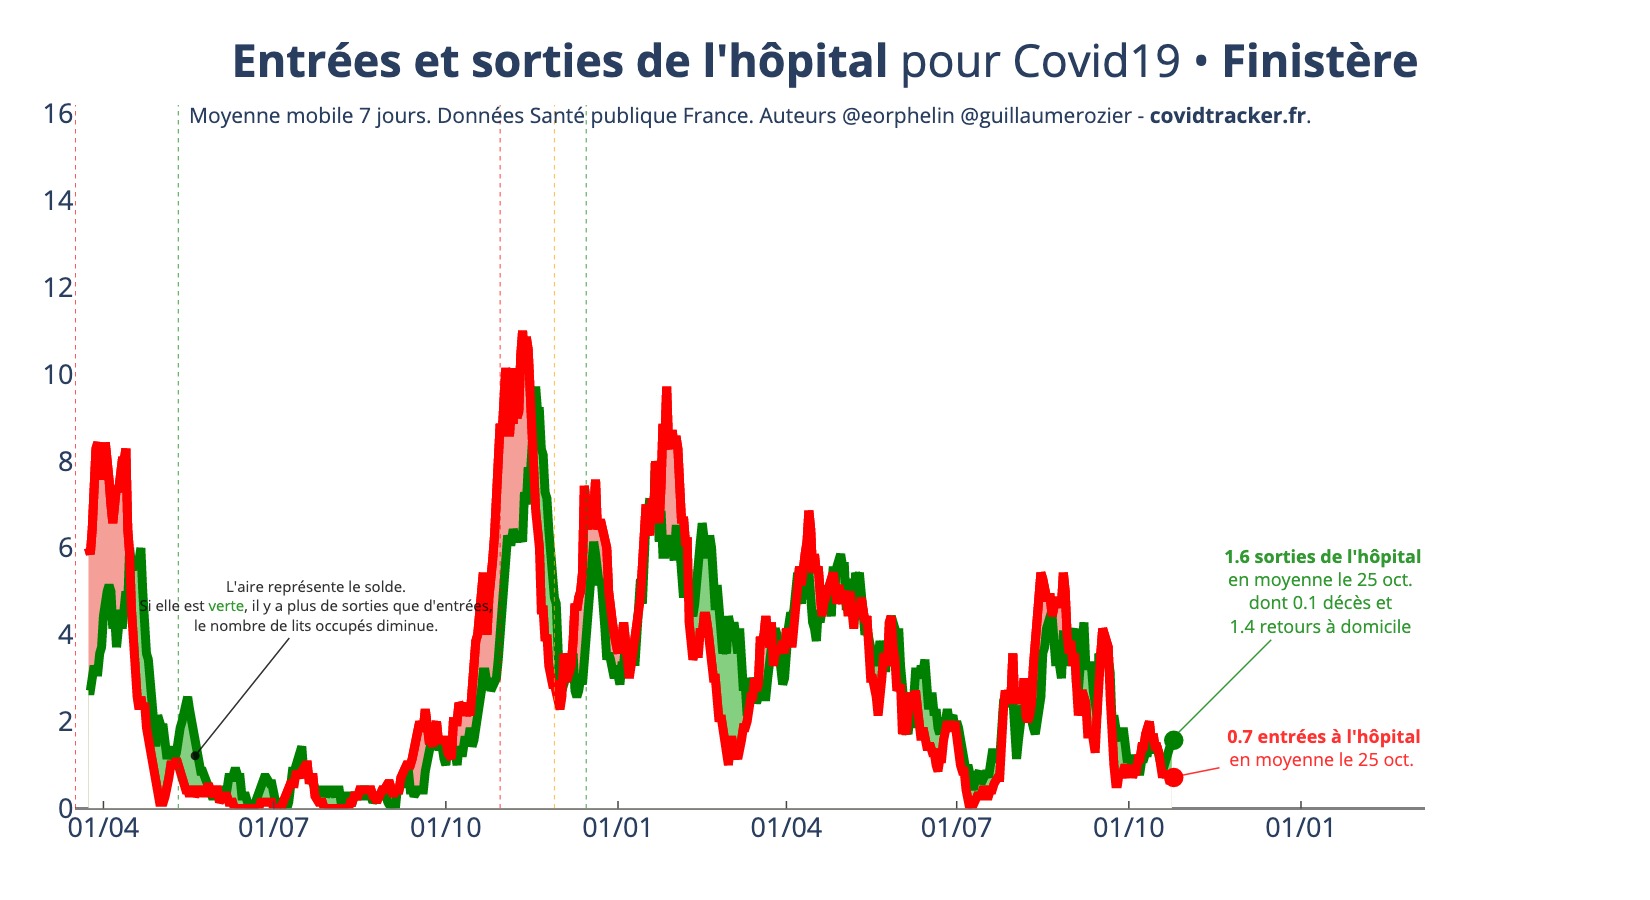 Entrées et sorties de l'hôpital pour Covid19 • Finistère
Moyenne mobile 7 jours. Données Santé publique France. Auteurs @eorphelin @guillaumerozier - covidtracker.fr.
16
14
12
10
8
6
4
2
0
L'aire représente le solde.
Si elle est verte, il y a plus de sorties que d'entrées,
le nombre de lits occupés diminue.
1.6 sorties de l'hôpital
en moyenne le 25 oct.
dont 0.1 décès et
1.4 retours à domicile
0.7 entrées à l'hôpital
en moyenne le 25 oct.
01/04 01/07 01/10 01/01 01/04 01/07 01/10 01/01